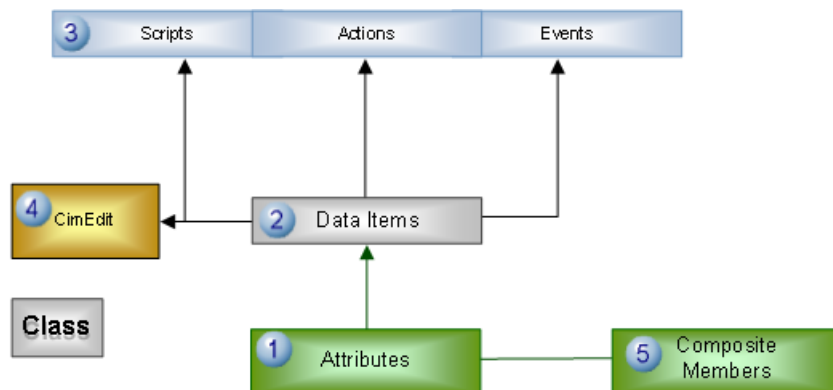 3 Scripts Actions Events
4 CimEdit
2 Data Items
Class
1 Attributes
5 Composite
Members